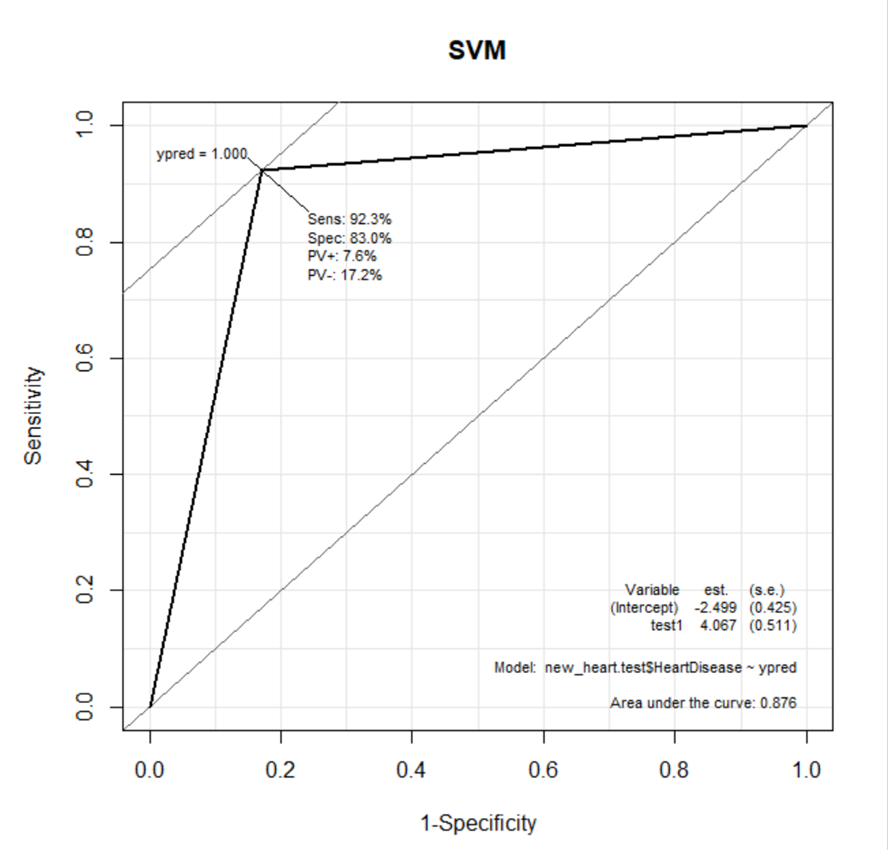 SVM
ypred = 1.000
Sens: 92.3%
Spec: 83.0%
PV+: 7.6%
PV-: 17.2%
Variable est. (s.e.)
(Intercept) -2.499 (0.425)
test1 4.067 (0.511)
Model: new_heart.test$HeartDisease ~ ypred
Area under the curve: 0.876
Sensitivity
0.0 0.2 0.4 0.6 0.8 1.0
0.0 0.2 0.4 0.6 0.8 1.0
1-Specificity